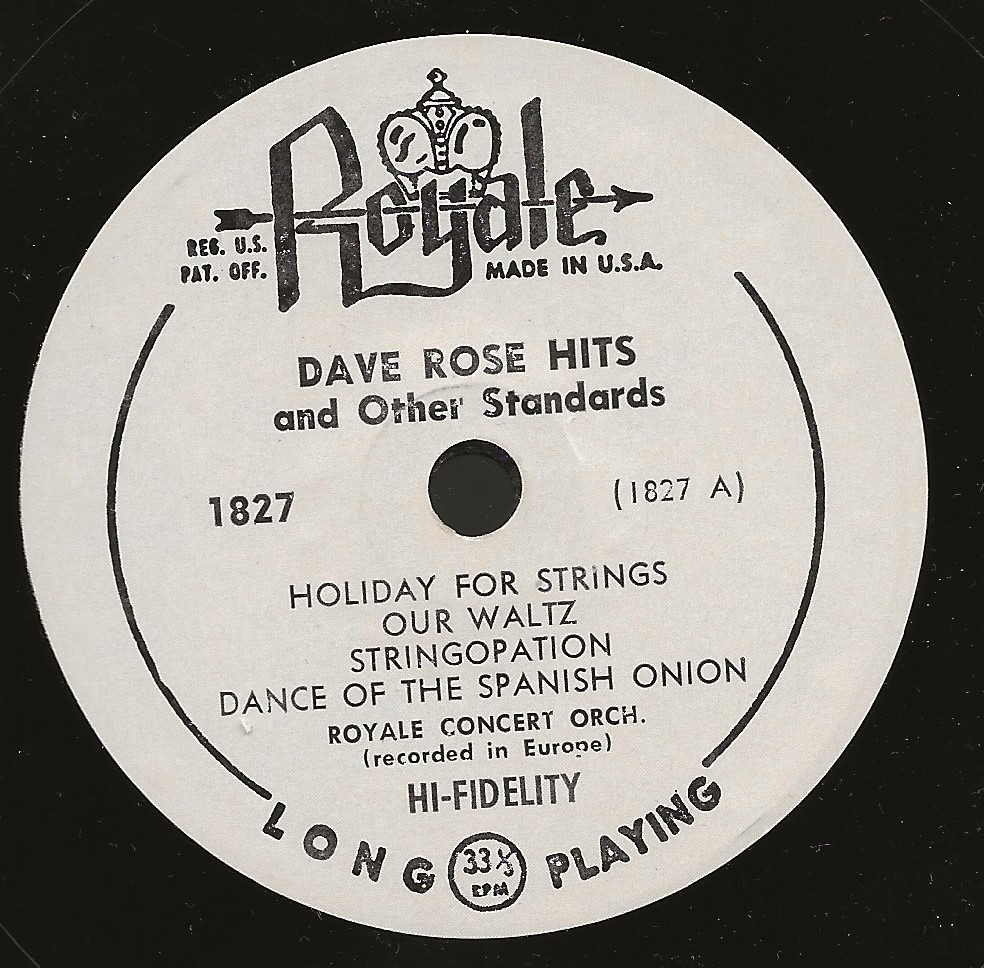 Royale
REG. U.S.
PAT. OFF.
MADE IN U.S.A.
DAVE ROSE HITS
and Other Standards
1827
(1827 A)
HOLIDAY FOR STRINGS
OUR WALTZ
STRINGOPATION
DANCE OF THE SPANISH ONION
ROYALE CONCERT ORCH.
(recorded in Europe)
HI-FIDELITY
LONG 33⅓ RPM PLAYING